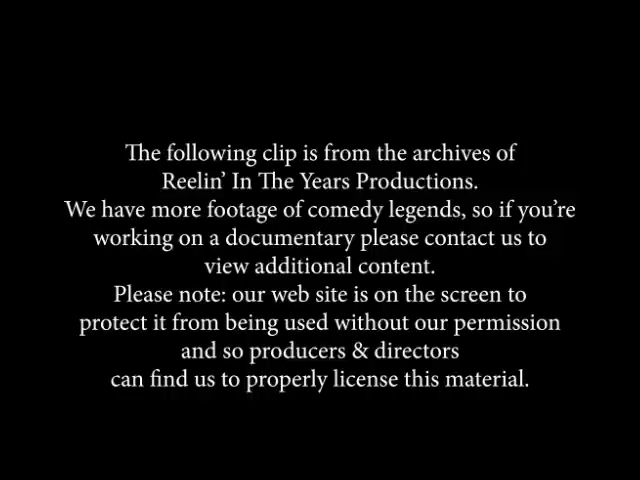 The following clip is from the archives of
Reelin’ In The Years Productions.
We have more footage of comedy legends, so if you’re
working on a documentary please contact us to
view additional content.
Please note: our web site is on the screen to
protect it from being used without our permission
and so producers & directors
can find us to properly license this material.